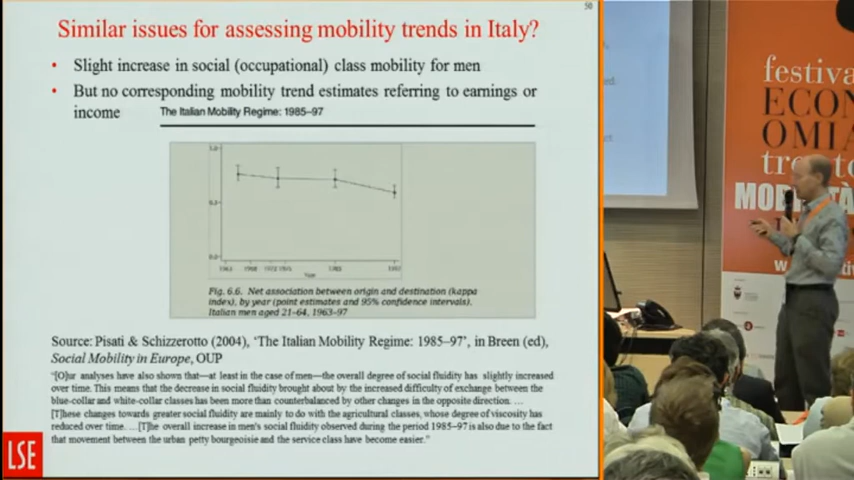 50
Similar issues for assessing mobility trends in Italy?
• Slight increase in social (occupational) class mobility for men
• But no corresponding mobility trend estimates referring to earnings or
income
The Italian Mobility Regime: 1985–97
Year
Fig. 6.6. Net association between origin and destination (kappa
index), by year (point estimates and 95% confidence intervals).
Italian men aged 21–64, 1963–97
Source: Pisati & Schizzerotto (2004), 'The Italian Mobility Regime: 1985–97', in Breen (ed),
Social Mobility in Europe, OUP
"[O]ur analyses have also shown that—at least in the case of men—the overall degree of social fluidity has slightly increased
over time. This means that the decrease in social fluidity brought about by the increased difficulty of exchange between the
blue-collar and white-collar classes has been more than counterbalanced by other changes in the opposite direction. …
[T]hese changes towards greater social fluidity are mainly to do with the agricultural classes, whose degree of viscosity has
reduced over time. …[T]he overall increase in men's social fluidity observed during the period 1985–97 is also due to the fact
that movement between the urban petty bourgeoisie and the service class have become easier."
LSE
festiva
ECON
OMIA
trento
MOBI TÀ